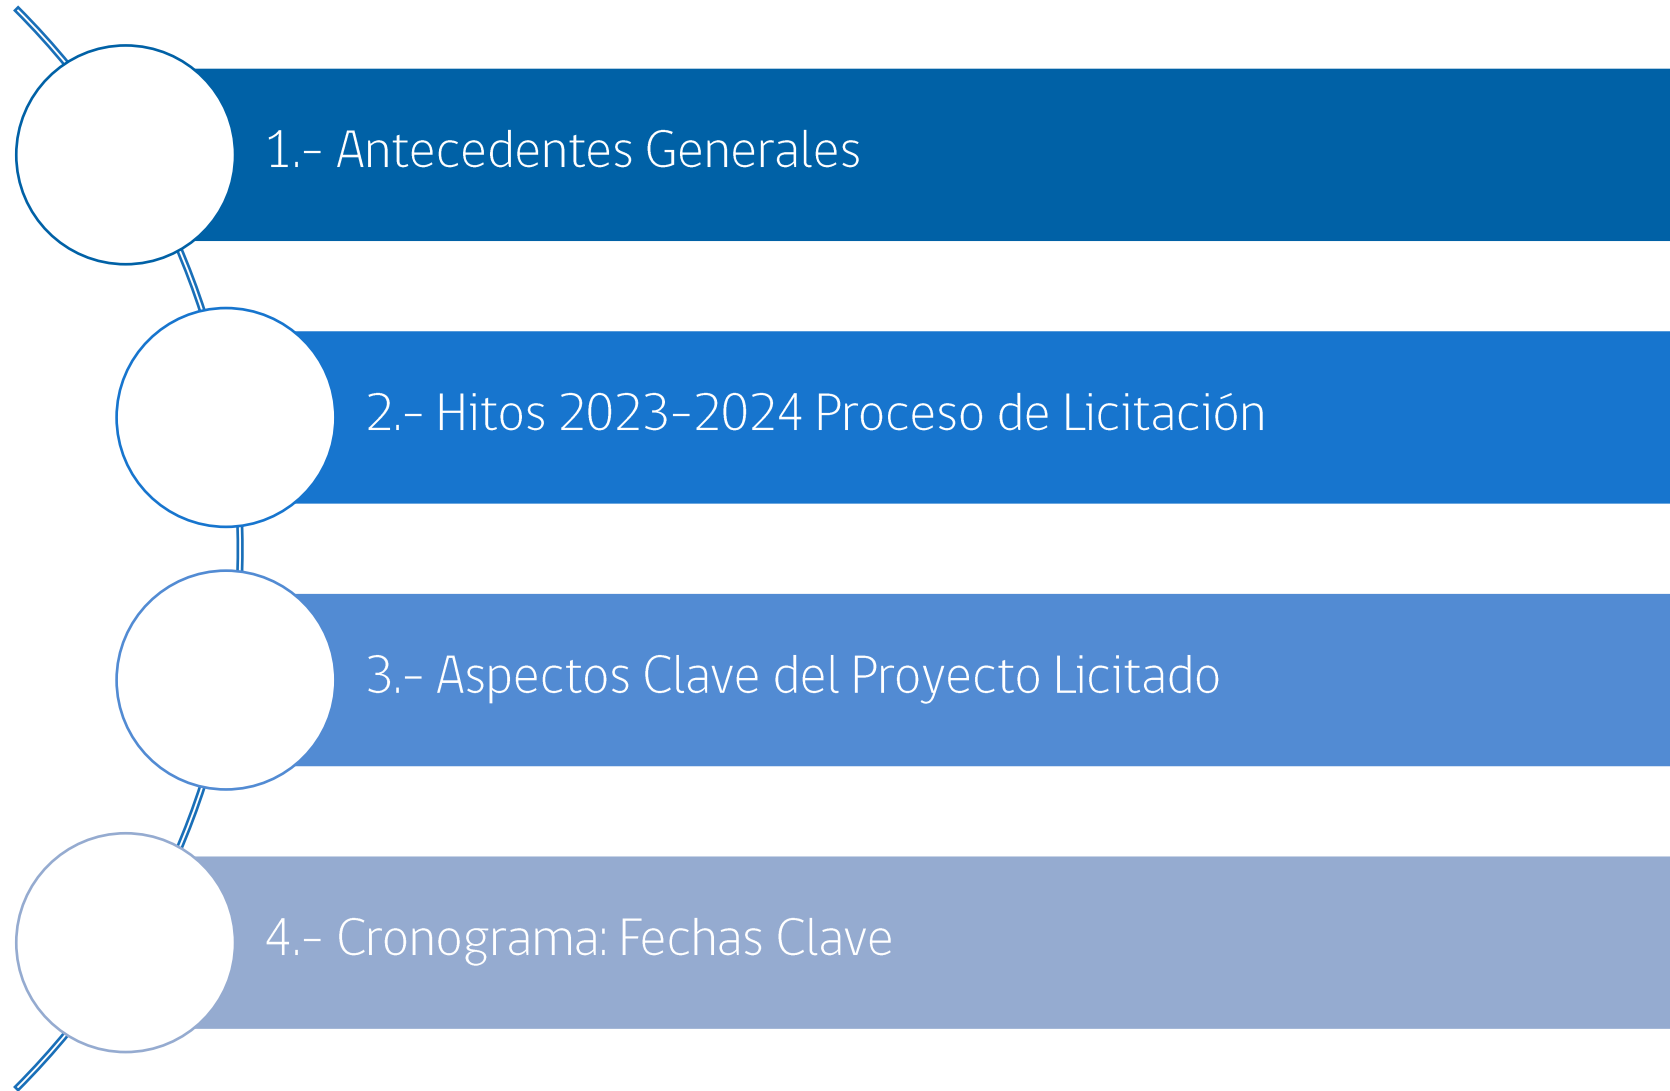 1.- Antecedentes Generales
2.- Hitos 2023-2024 Proceso de Licitación
3.- Aspectos Clave del Proyecto Licitado
4.- Cronograma: Fechas Clave